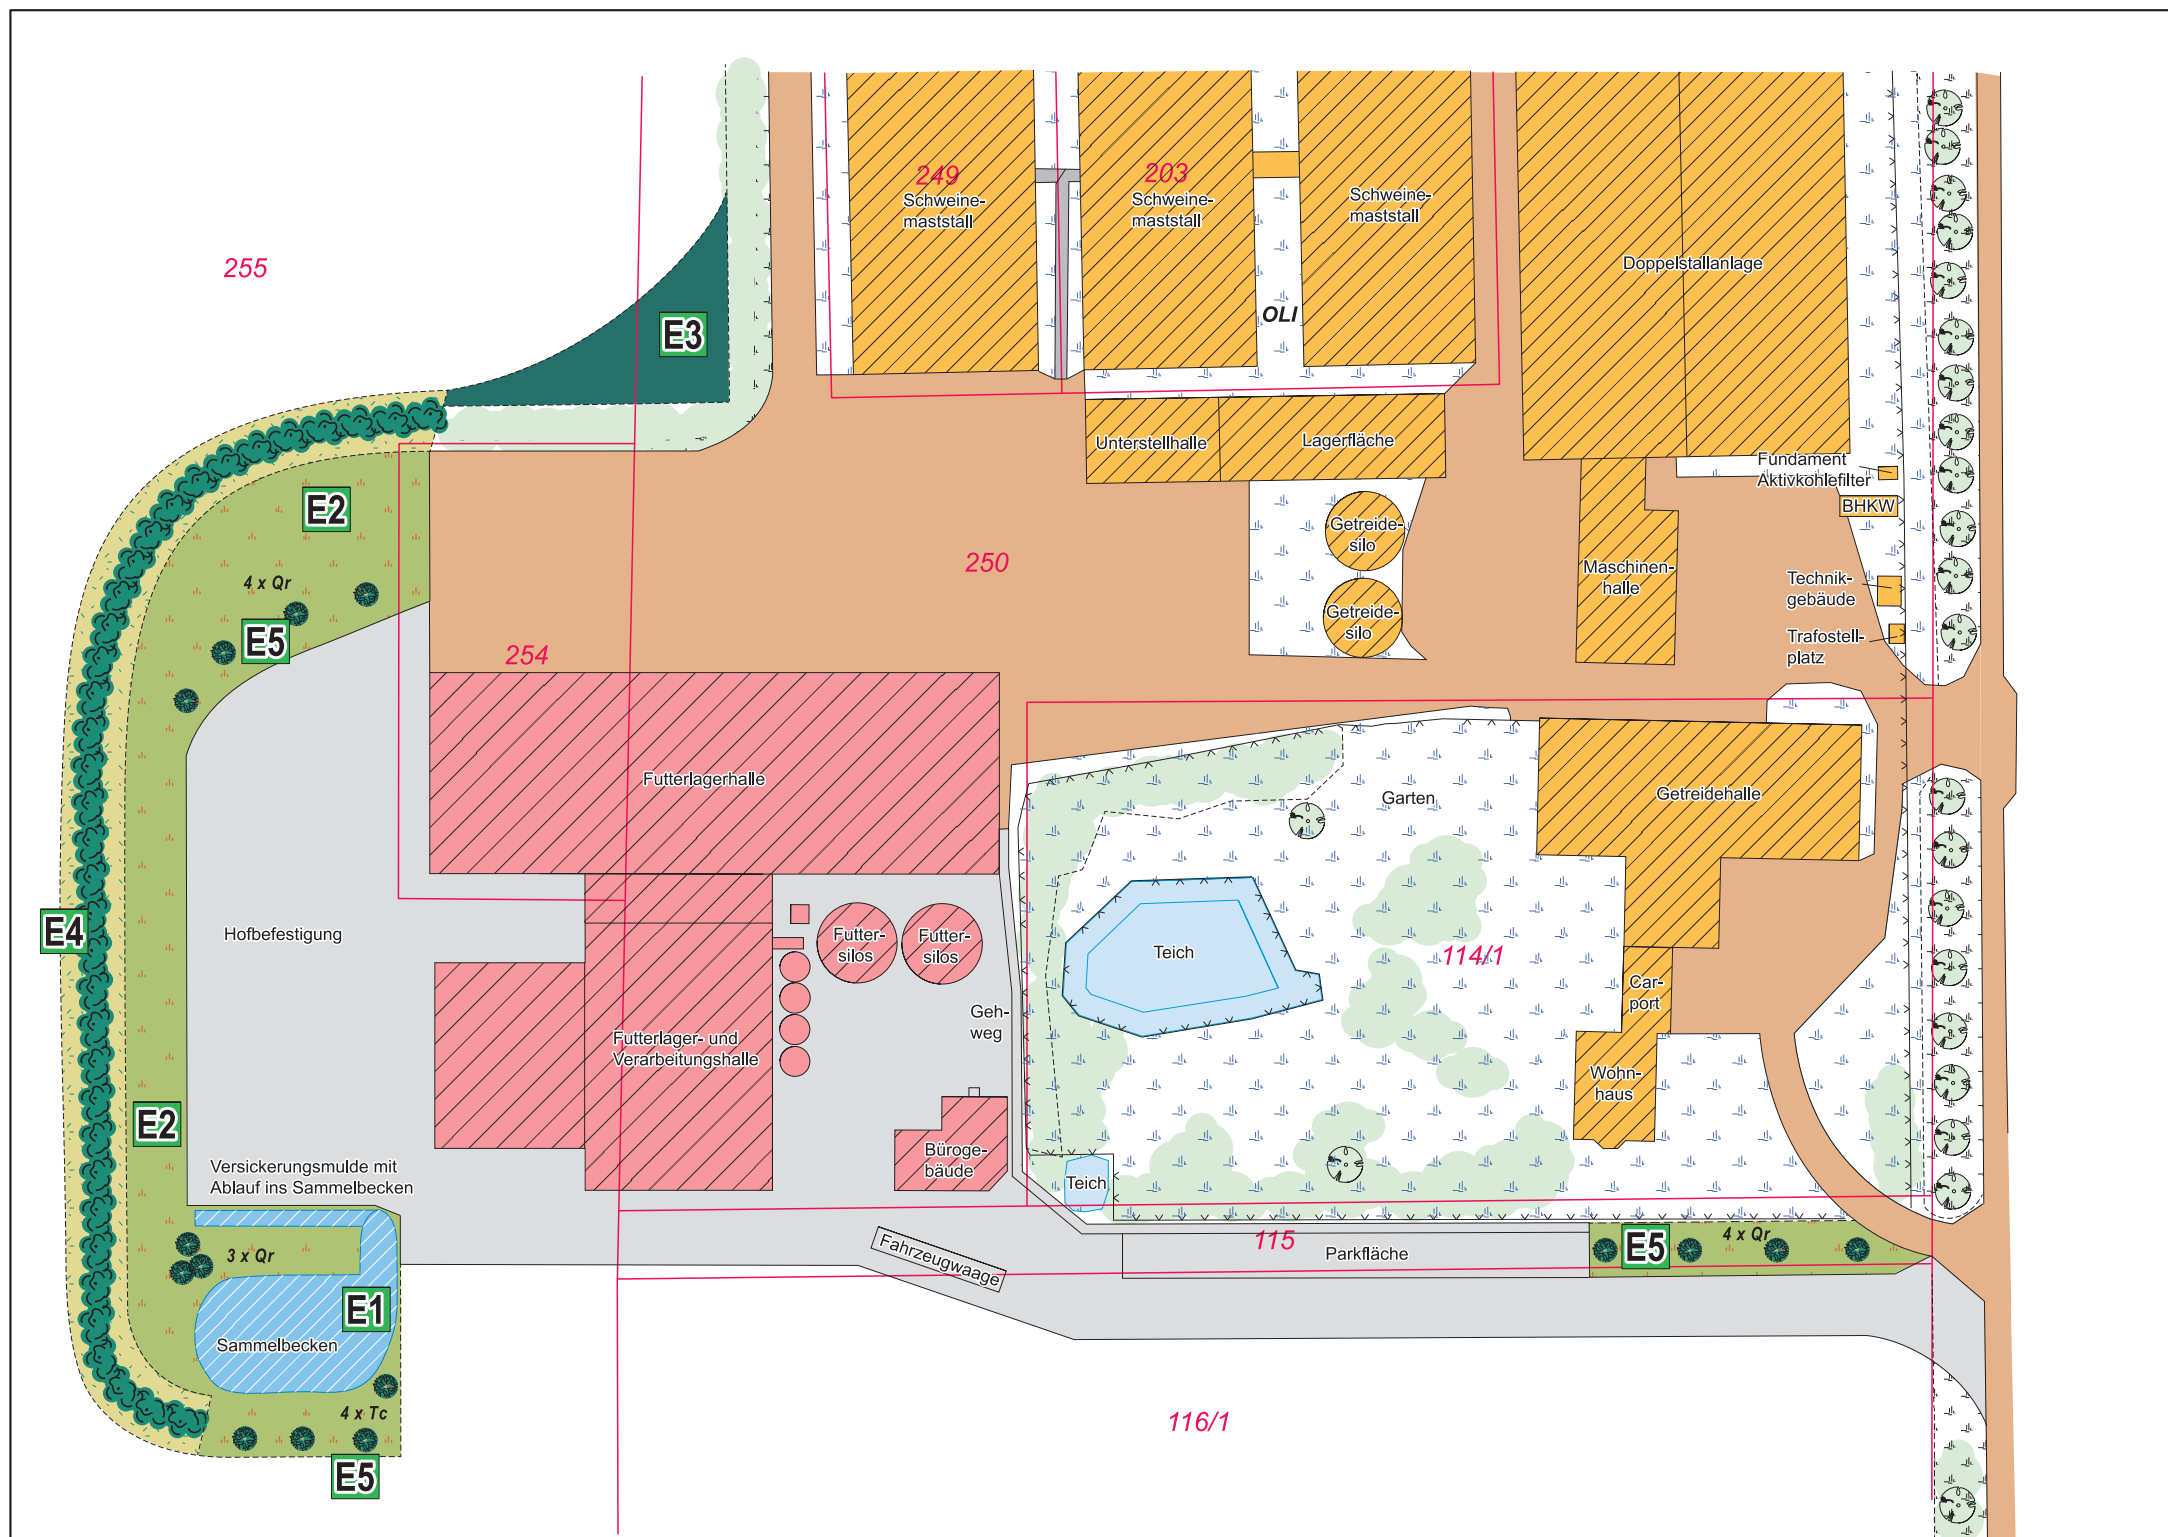 249
Schweine-
maststall
203
Schweine-
maststall
Schweine-
maststall
255
Doppelstallanlage
OLI
E3
Unterstellhalle
Lagerfläche
Fundament
Aktivkohlefilter
BHKW
E2
Getreide-
silo
250
4 x Qr
Maschinen-
halle
Technik-
gebäude
Getreide-
silo
E5
Trafostell-
platz
254
Futterlagerhalle
Garten
Getreidehalle
E4
Hofbefestigung
Futter-
silos
Futter-
silos
Teich
114/1
Car-
port
Geh-
weg
Futterlager- und
Verarbeitungshalle
Wohn-
haus
E2
Büroge-
bäude
Versickerungsmulde mit
Ablauf ins Sammelbecken
Teich
3 x Qr
Fahrzeugwaage
115
Parkfläche
E5
4 x Qr
E1
Sammelbecken
4 x Tc
116/1
E5